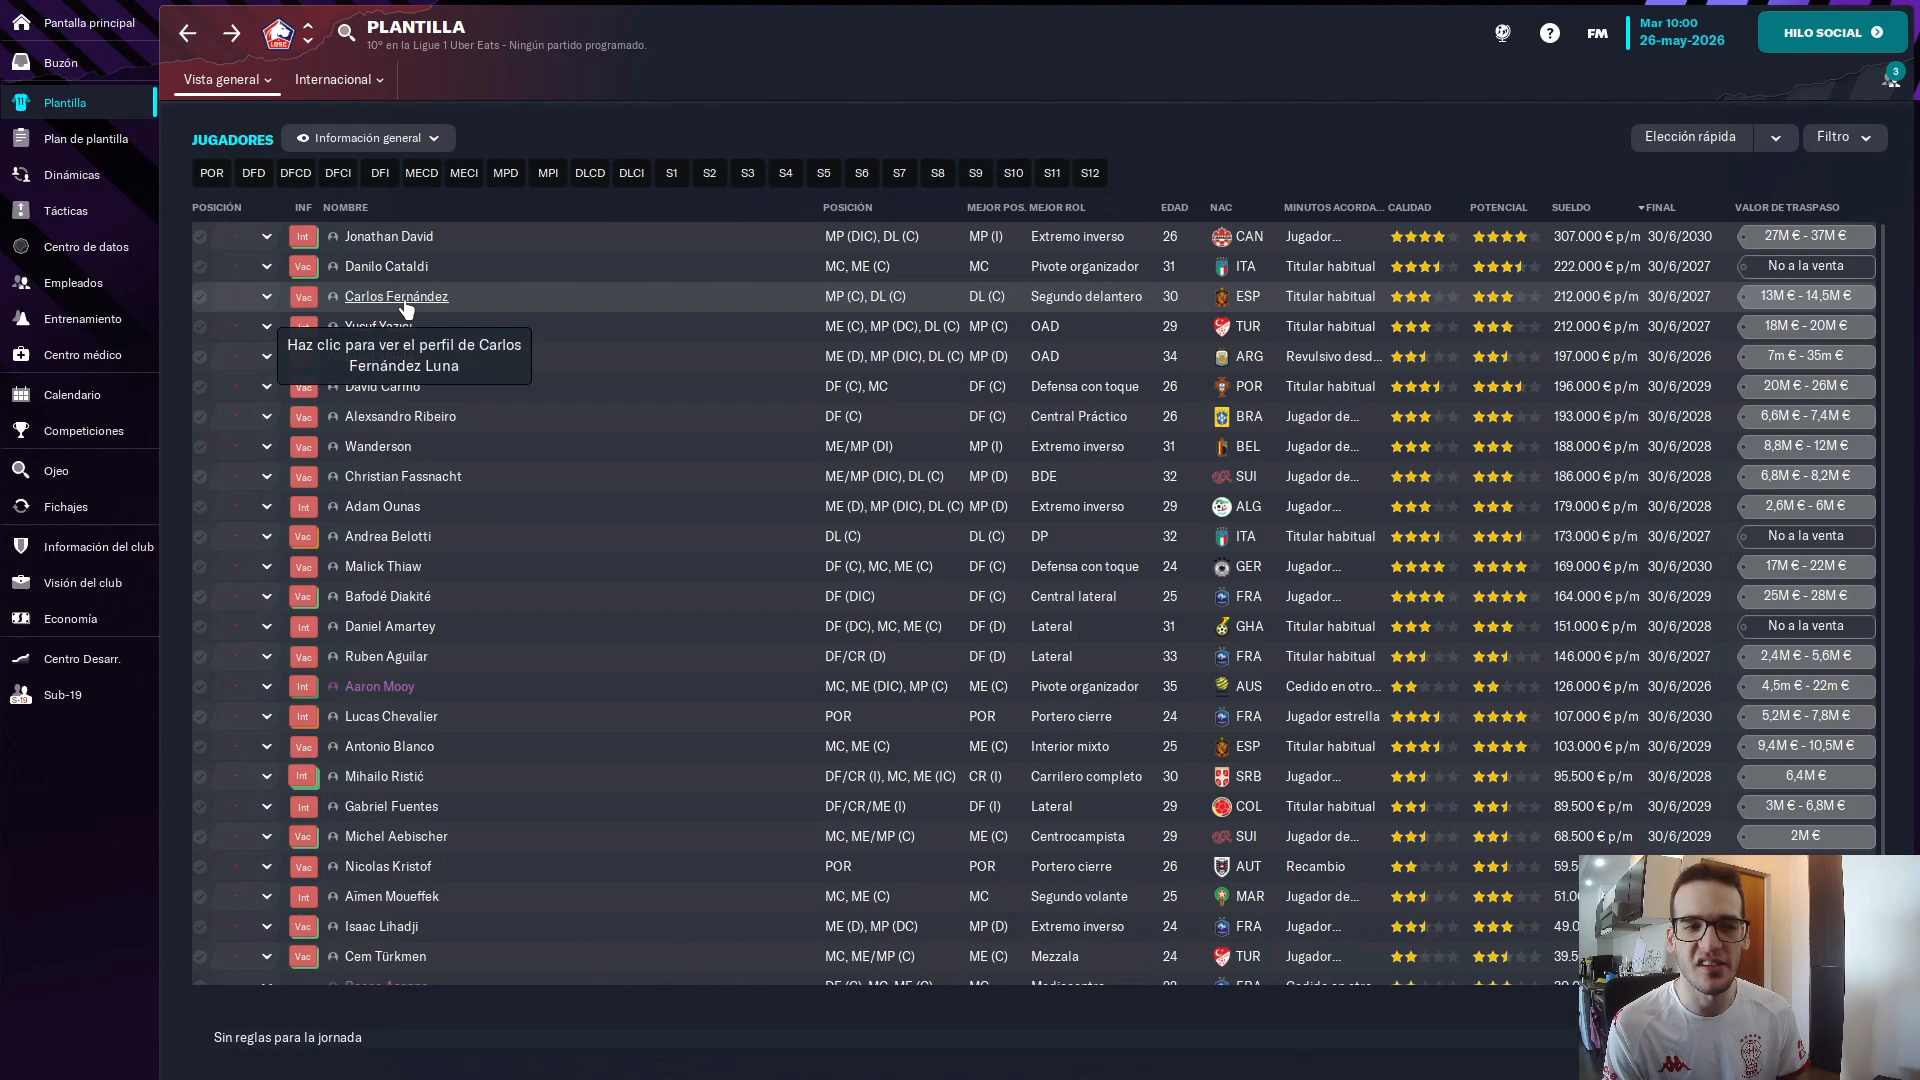 Pantalla principal
Buzón
Plantilla
Plan de plantilla
Dinámicas
Tácticas
Centro de datos
Empleados
Entrenamiento
Centro médico
Calendario
Competiciones
Ojeo
Fichajes
Información del club
Visión del club
Economía
Centro Desarr.
Sub-19
S-19
LOSC
PLANTILLA
10º en la Ligue 1 Uber Eats - Ningún partido programado.
FM
Mar 10:00
26-may-2026
HILO SOCIAL
3
Vista general
Internacional
JUGADORES
Información general
Elección rápida
Filtro
POR DFD DFCD DFCI DFI MECD MECI MPD MPI DLCD DLCI S1 S2 S3 S4 S5 S6 S7 S8 S9 S10 S11 S12
POSICIÓN INF NOMBRE POSICIÓN MEJOR POS. MEJOR ROL EDAD NAC MINUTOS ACORDA... CALIDAD POTENCIAL SUELDO FINAL VALOR DE TRASPASO
Int Jonathan David MP (DIC), DL (C) MP (I) Extremo inverso 26 CAN Jugador... 307.000 € p/m 30/6/2030 27M € - 37M €
Vac Danilo Cataldi MC, ME (C) MC Pivote organizador 31 ITA Titular habitual 222.000 € p/m 30/6/2027 No a la venta
Vac Carlos Fernández MP (C), DL (C) DL (C) Segundo delantero 30 ESP Titular habitual 212.000 € p/m 30/6/2027 13M € - 14,5M €
Yusuf Yazici ME (C), MP (DC), DL (C) MP (C) OAD 29 TUR Titular habitual 212.000 € p/m 30/6/2027 18M € - 20M €
Haz clic para ver el perfil de Carlos
Fernández Luna
ME (D), MP (DIC), DL (C) MP (D) OAD 34 ARG Revulsivo desd... 197.000 € p/m 30/6/2026 7m € - 35m €
Vac David Carmo DF (C), MC DF (C) Defensa con toque 26 POR Titular habitual 196.000 € p/m 30/6/2029 20M € - 26M €
Vac Alexsandro Ribeiro DF (C) DF (C) Central Práctico 26 BRA Jugador de... 193.000 € p/m 30/6/2028 6,6M € - 7,4M €
Vac Wanderson ME/MP (DI) MP (I) Extremo inverso 31 BEL Jugador de... 188.000 € p/m 30/6/2028 8,8M € - 12M €
Vac Christian Fassnacht ME/MP (DIC), DL (C) MP (D) BDE 32 SUI Jugador de... 186.000 € p/m 30/6/2028 6,8M € - 8,2M €
Int Adam Ounas ME (D), MP (DIC), DL (C) MP (D) Extremo inverso 29 ALG Jugador... 179.000 € p/m 30/6/2028 2,6M € - 6M €
Vac Andrea Belotti DL (C) DL (C) DP 32 ITA Titular habitual 173.000 € p/m 30/6/2027 No a la venta
Vac Malick Thiaw DF (C), MC, ME (C) DF (C) Defensa con toque 24 GER Jugador... 169.000 € p/m 30/6/2030 17M € - 22M €
Vac Bafodé Diakité DF (DIC) DF (C) Central lateral 25 FRA Jugador... 164.000 € p/m 30/6/2029 25M € - 28M €
Int Daniel Amartey DF (DC), MC, ME (C) DF (D) Lateral 31 GHA Titular habitual 151.000 € p/m 30/6/2028 No a la venta
Vac Ruben Aguilar DF/CR (D) DF (D) Lateral 33 FRA Titular habitual 146.000 € p/m 30/6/2027 2,4M € - 5,6M €
Int Aaron Mooy MC, ME (DIC), MP (C) ME (C) Pivote organizador 35 AUS Cedido en otro... 126.000 € p/m 30/6/2026 4,5m € - 22m €
Int Lucas Chevalier POR POR Portero cierre 24 FRA Jugador estrella 107.000 € p/m 30/6/2030 5,2M € - 7,8M €
Vac Antonio Blanco MC, ME (C) ME (C) Interior mixto 25 ESP Titular habitual 103.000 € p/m 30/6/2029 9,4M € - 10,5M €
Int Mihailo Ristić DF/CR (I), MC, ME (IC) CR (I) Carrilero completo 30 SRB Jugador... 95.500 € p/m 30/6/2028 6,4M €
Int Gabriel Fuentes DF/CR/ME (I) DF (I) Lateral 29 COL Titular habitual 89.500 € p/m 30/6/2029 3M € - 6,8M €
Vac Michel Aebischer MC, ME/MP (C) ME (C) Centrocampista 29 SUI Jugador de... 68.500 € p/m 30/6/2029 2M €
Vac Nicolas Kristof POR POR Portero cierre 26 AUT Recambio 59.5
Int Aïmen Moueffek MC, ME (C) MC Segundo volante 25 MAR Jugador de... 51.0
Vac Isaac Lihadji ME (D), MP (DC) MP (D) Extremo inverso 24 FRA Jugador... 49.0
Vac Cem Türkmen MC, ME/MP (C) ME (C) Mezzala 24 TUR Jugador... 39.5
Sin reglas para la jornada